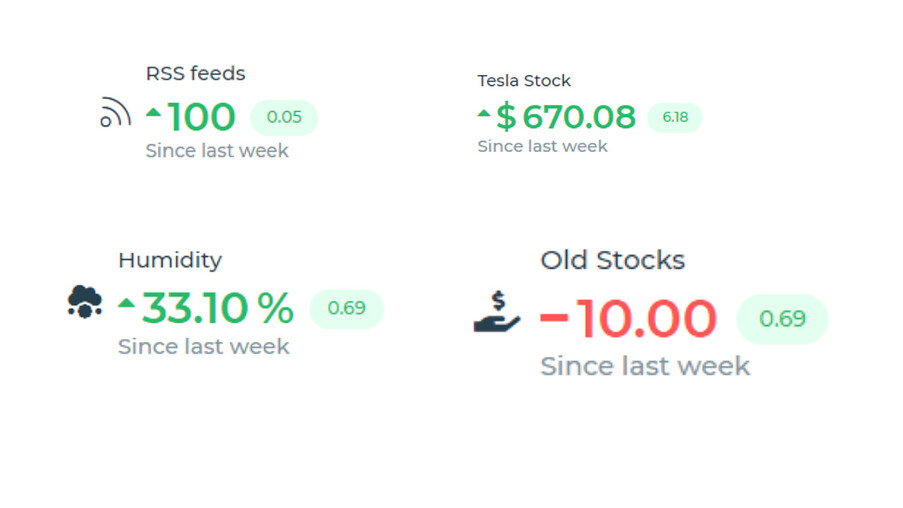 RSS feeds
100 0.05
Since last week
Tesla Stock
$ 670.08 6.18
Since last week
Humidity
33.10 % 0.69
Since last week
Old Stocks
−10.00 0.69
Since last week